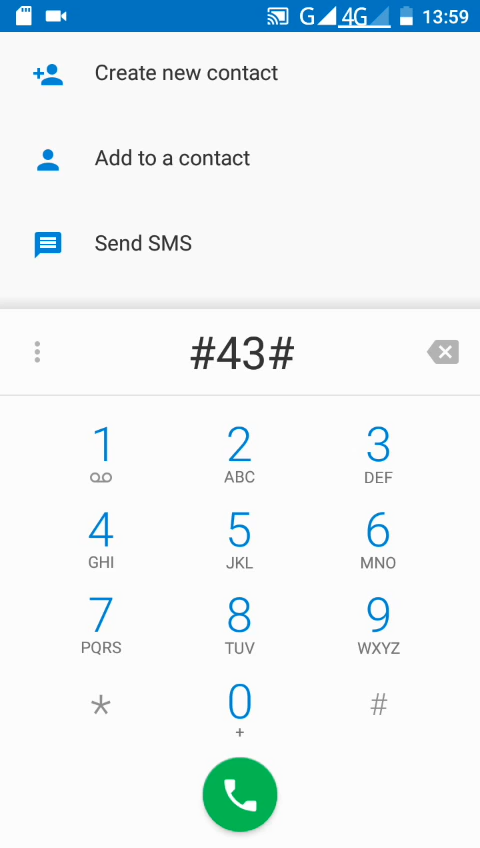 G 4G 13:59
Create new contact
Add to a contact
Send SMS
#43#
1 2 3
ABC DEF
4 5 6
GHI JKL MNO
7 8 9
PQRS TUV WXYZ
* 0 #
+